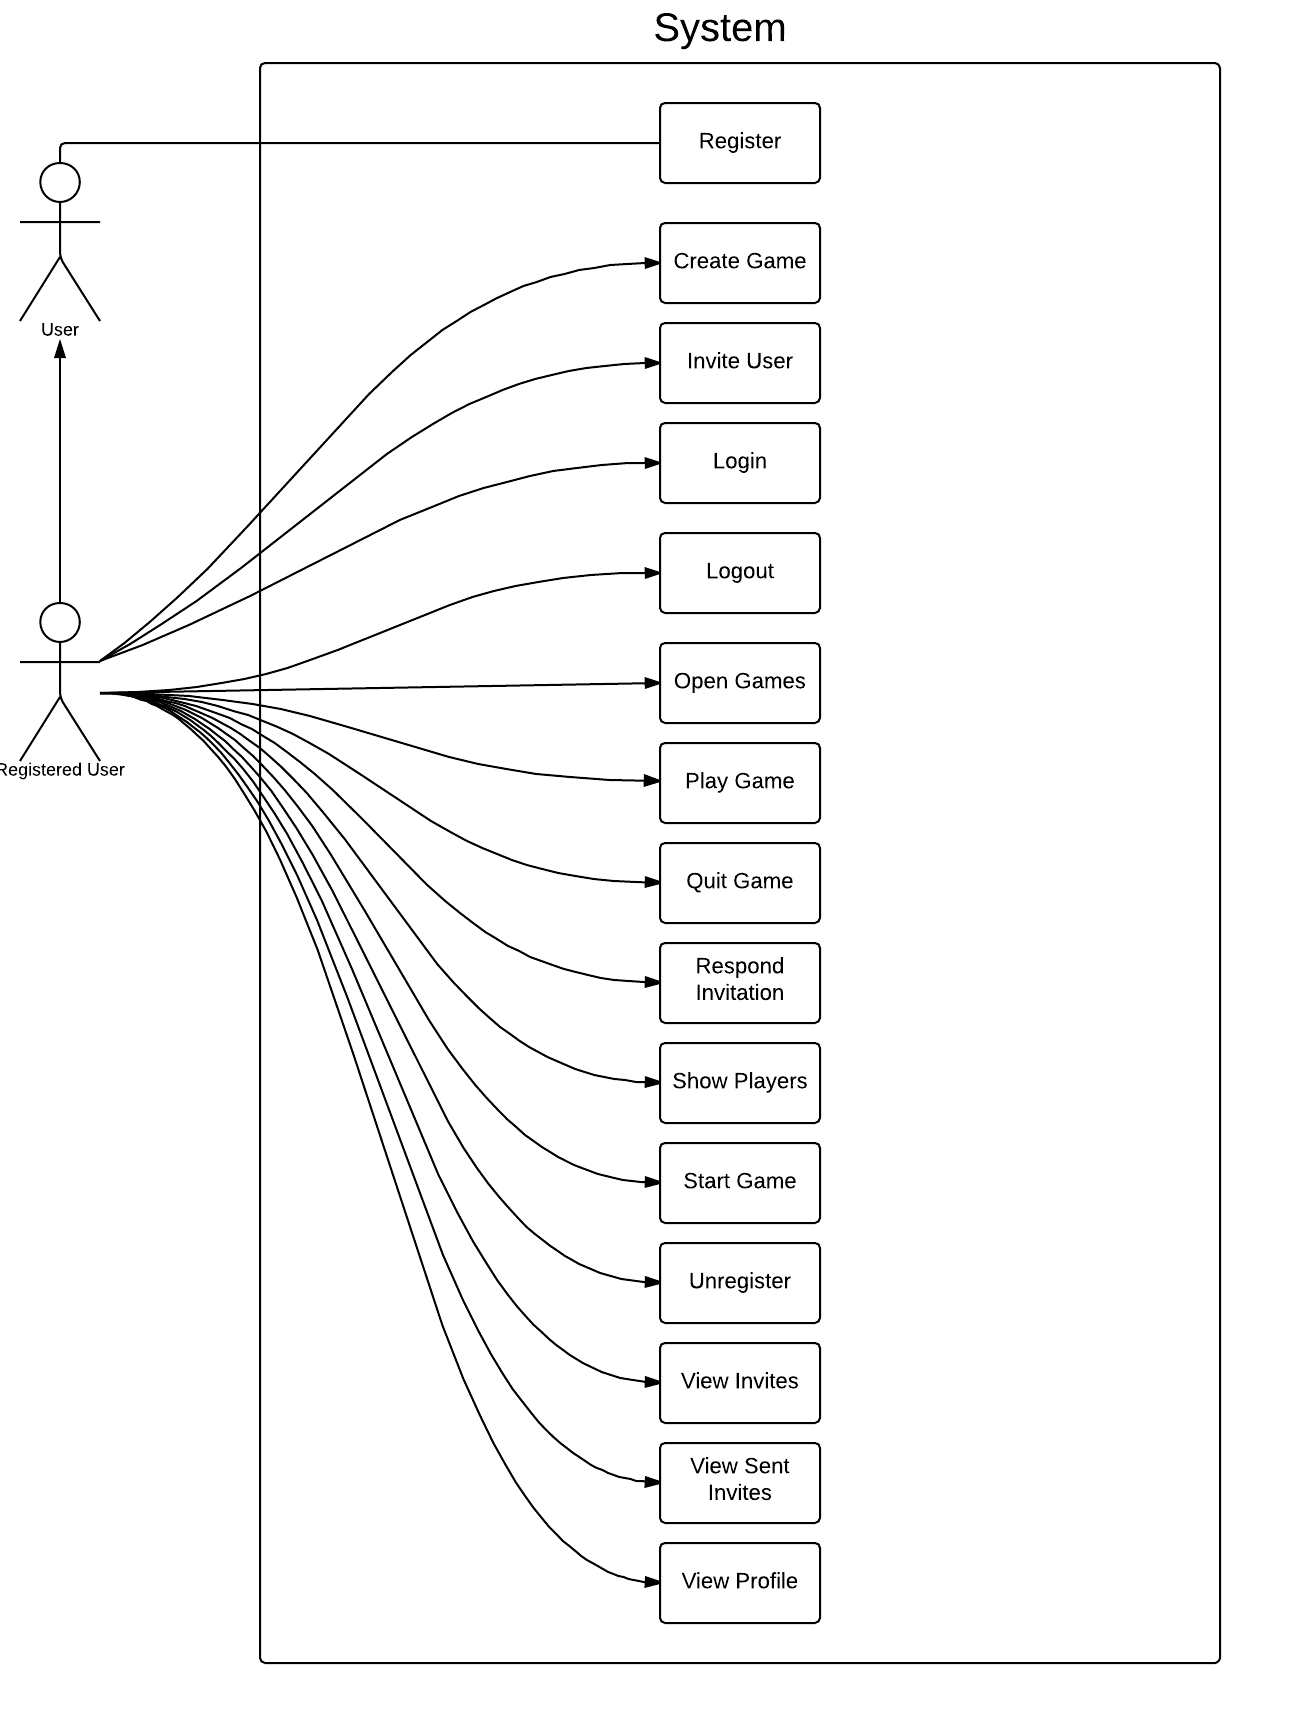 System
Register
User
Create Game
Invite User
Login
Logout
Open Games
Registered User
Play Game
Quit Game
Respond
Invitation
Show Players
Start Game
Unregister
View Invites
View Sent
Invites
View Profile